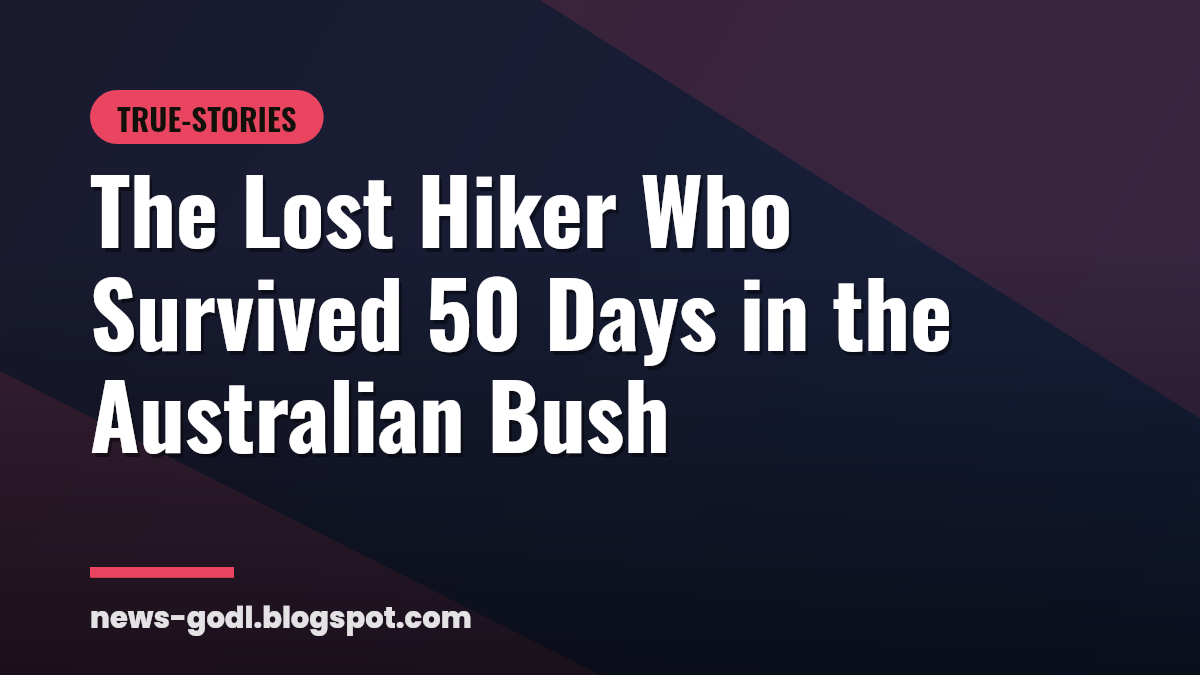 TRUE-STORIES
The Lost Hiker Who
Survived 50 Days in the
Australian Bush
news-godl.blogspot.com